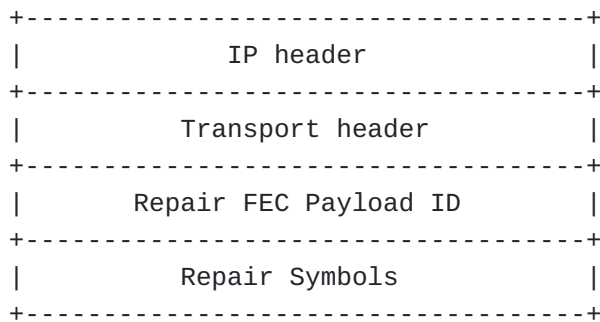 +------------------------------------+
|             IP header              |
+------------------------------------+
|          Transport header          |
+------------------------------------+
|       Repair FEC Payload ID        |
+------------------------------------+
|          Repair Symbols            |
+------------------------------------+